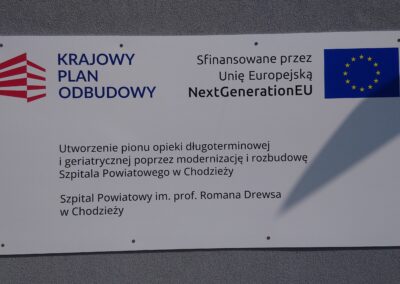 KRAJOWY
PLAN
ODBUDOWY
Sfinansowane przez
Unię Europejską
NextGenerationEU
Utworzenie pionu opieki długoterminowej
i geriatrycznej poprzez modernizację i rozbudowę
Szpitala Powiatowego w Chodzieży
Szpital Powiatowy im. prof. Romana Drewsa
w Chodzieży